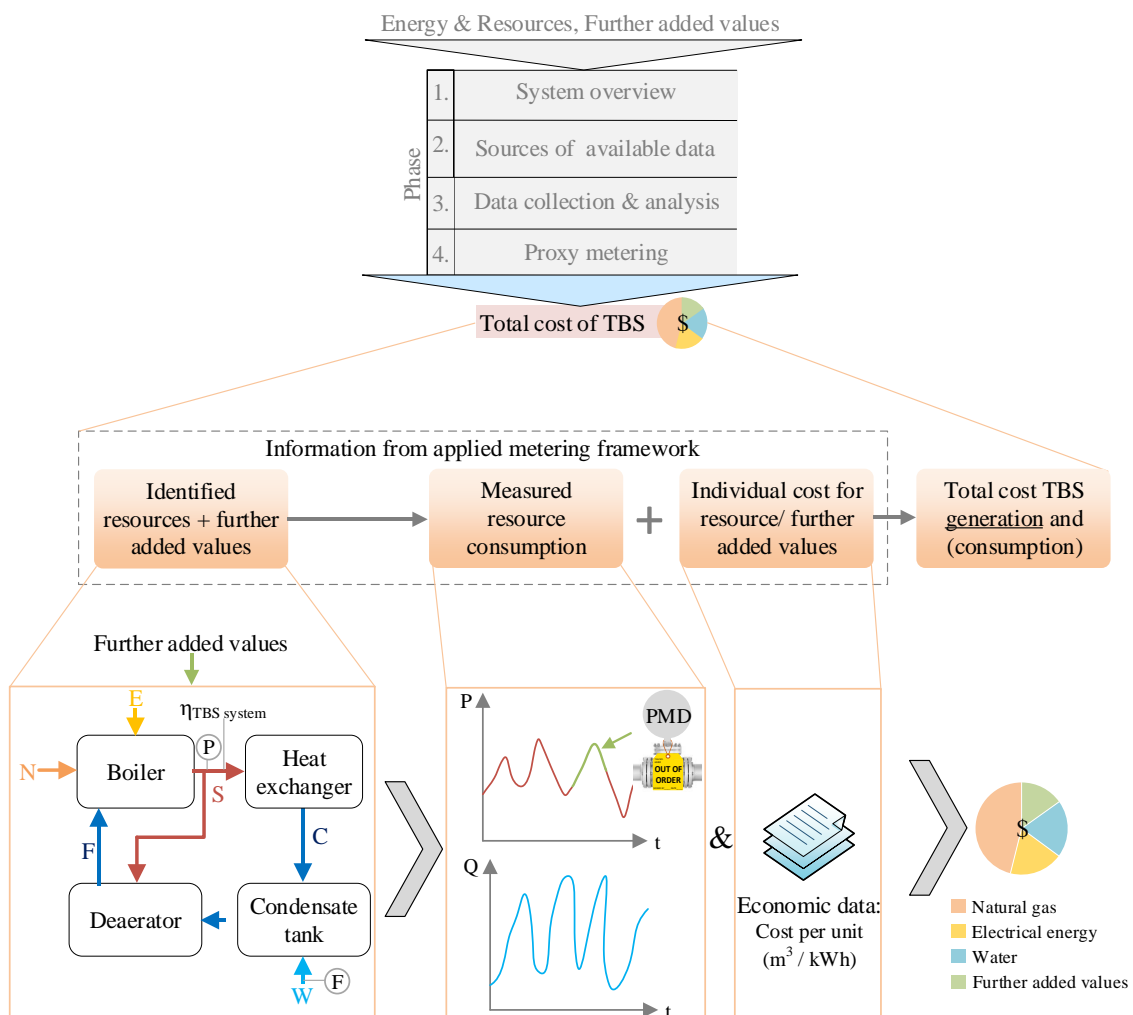 Energy & Resources, Further added values
Phase
1. System overview
2. Sources of available data
3. Data collection & analysis
4. Proxy metering
Total cost of TBS $
Information from applied metering framework
Identified
resources + further
added values
Measured
resource
consumption
+
Individual cost for
resource/ further
added values
Total cost TBS
generation and
(consumption)
Further added values
E
ηTBS system
N
Boiler
P
S
Heat
exchanger
F
C
Deaerator
Condensate
tank
W
F
P
PMD
OUT OF
ORDER
t
Q
t
&
Economic data:
Cost per unit
(m³ / kWh)
$
Natural gas
Electrical energy
Water
Further added values